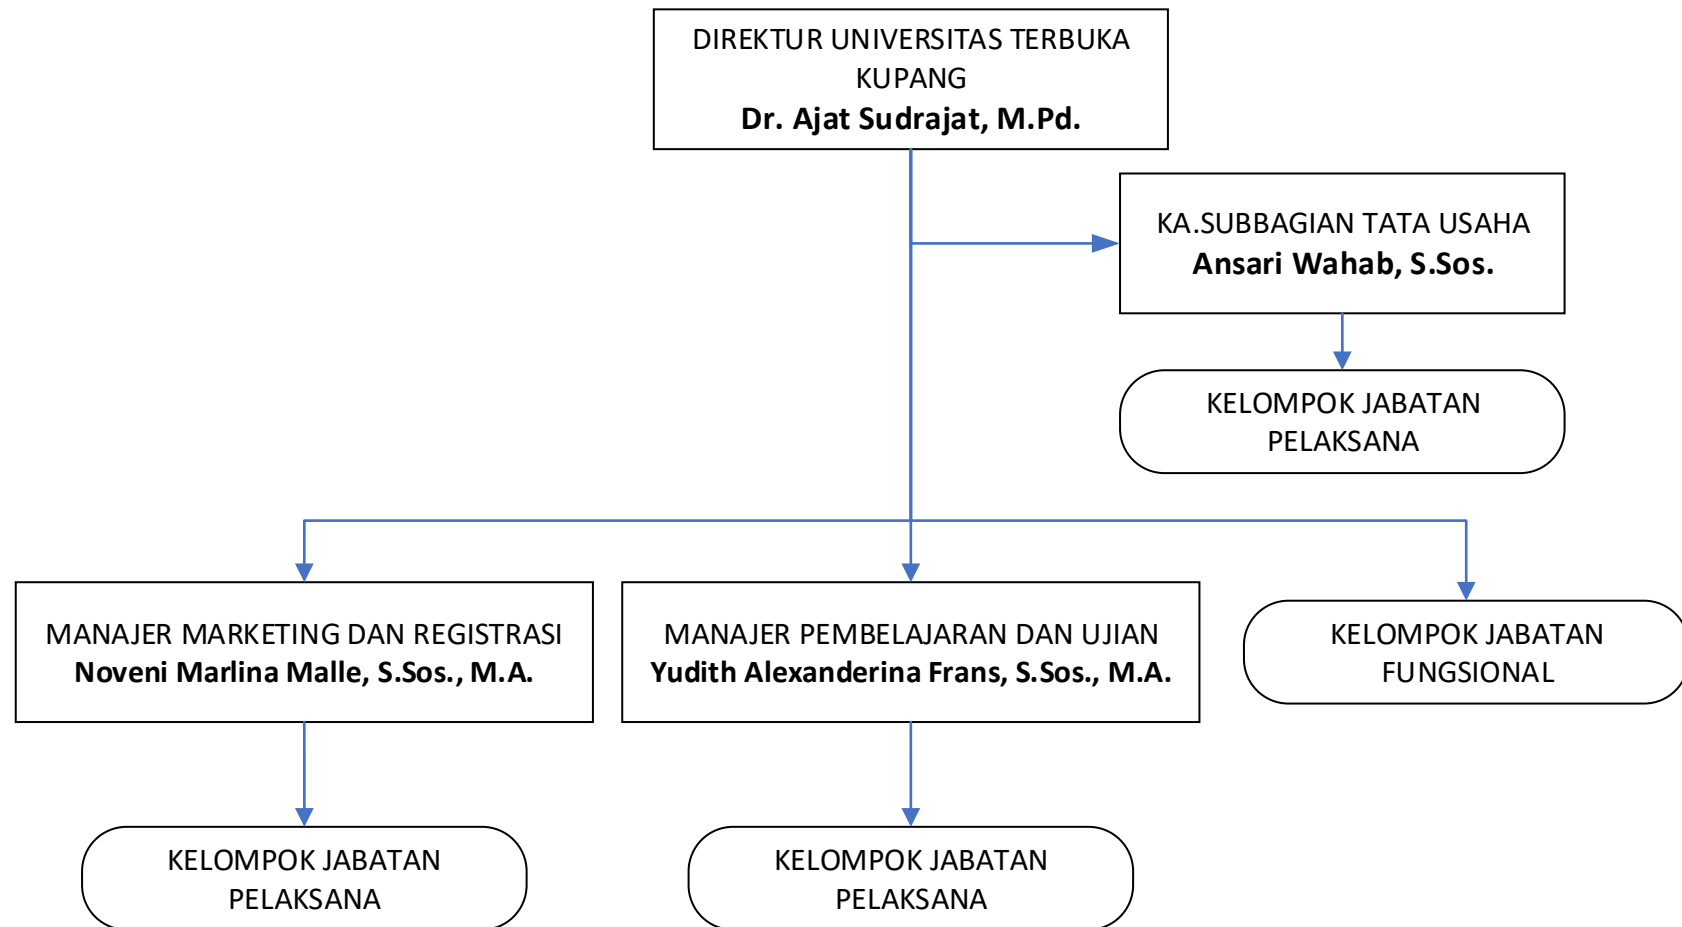 DIREKTUR UNIVERSITAS TERBUKA
KUPANG
Dr. Ajat Sudrajat, M.Pd.
KA.SUBBAGIAN TATA USAHA
Ansari Wahab, S.Sos.
KELOMPOK JABATAN
PELAKSANA
MANAJER MARKETING DAN REGISTRASI
Noveni Marlina Malle, S.Sos., M.A.
MANAJER PEMBELAJARAN DAN UJIAN
Yudith Alexanderina Frans, S.Sos., M.A.
KELOMPOK JABATAN
FUNGSIONAL
KELOMPOK JABATAN
PELAKSANA
KELOMPOK JABATAN
PELAKSANA